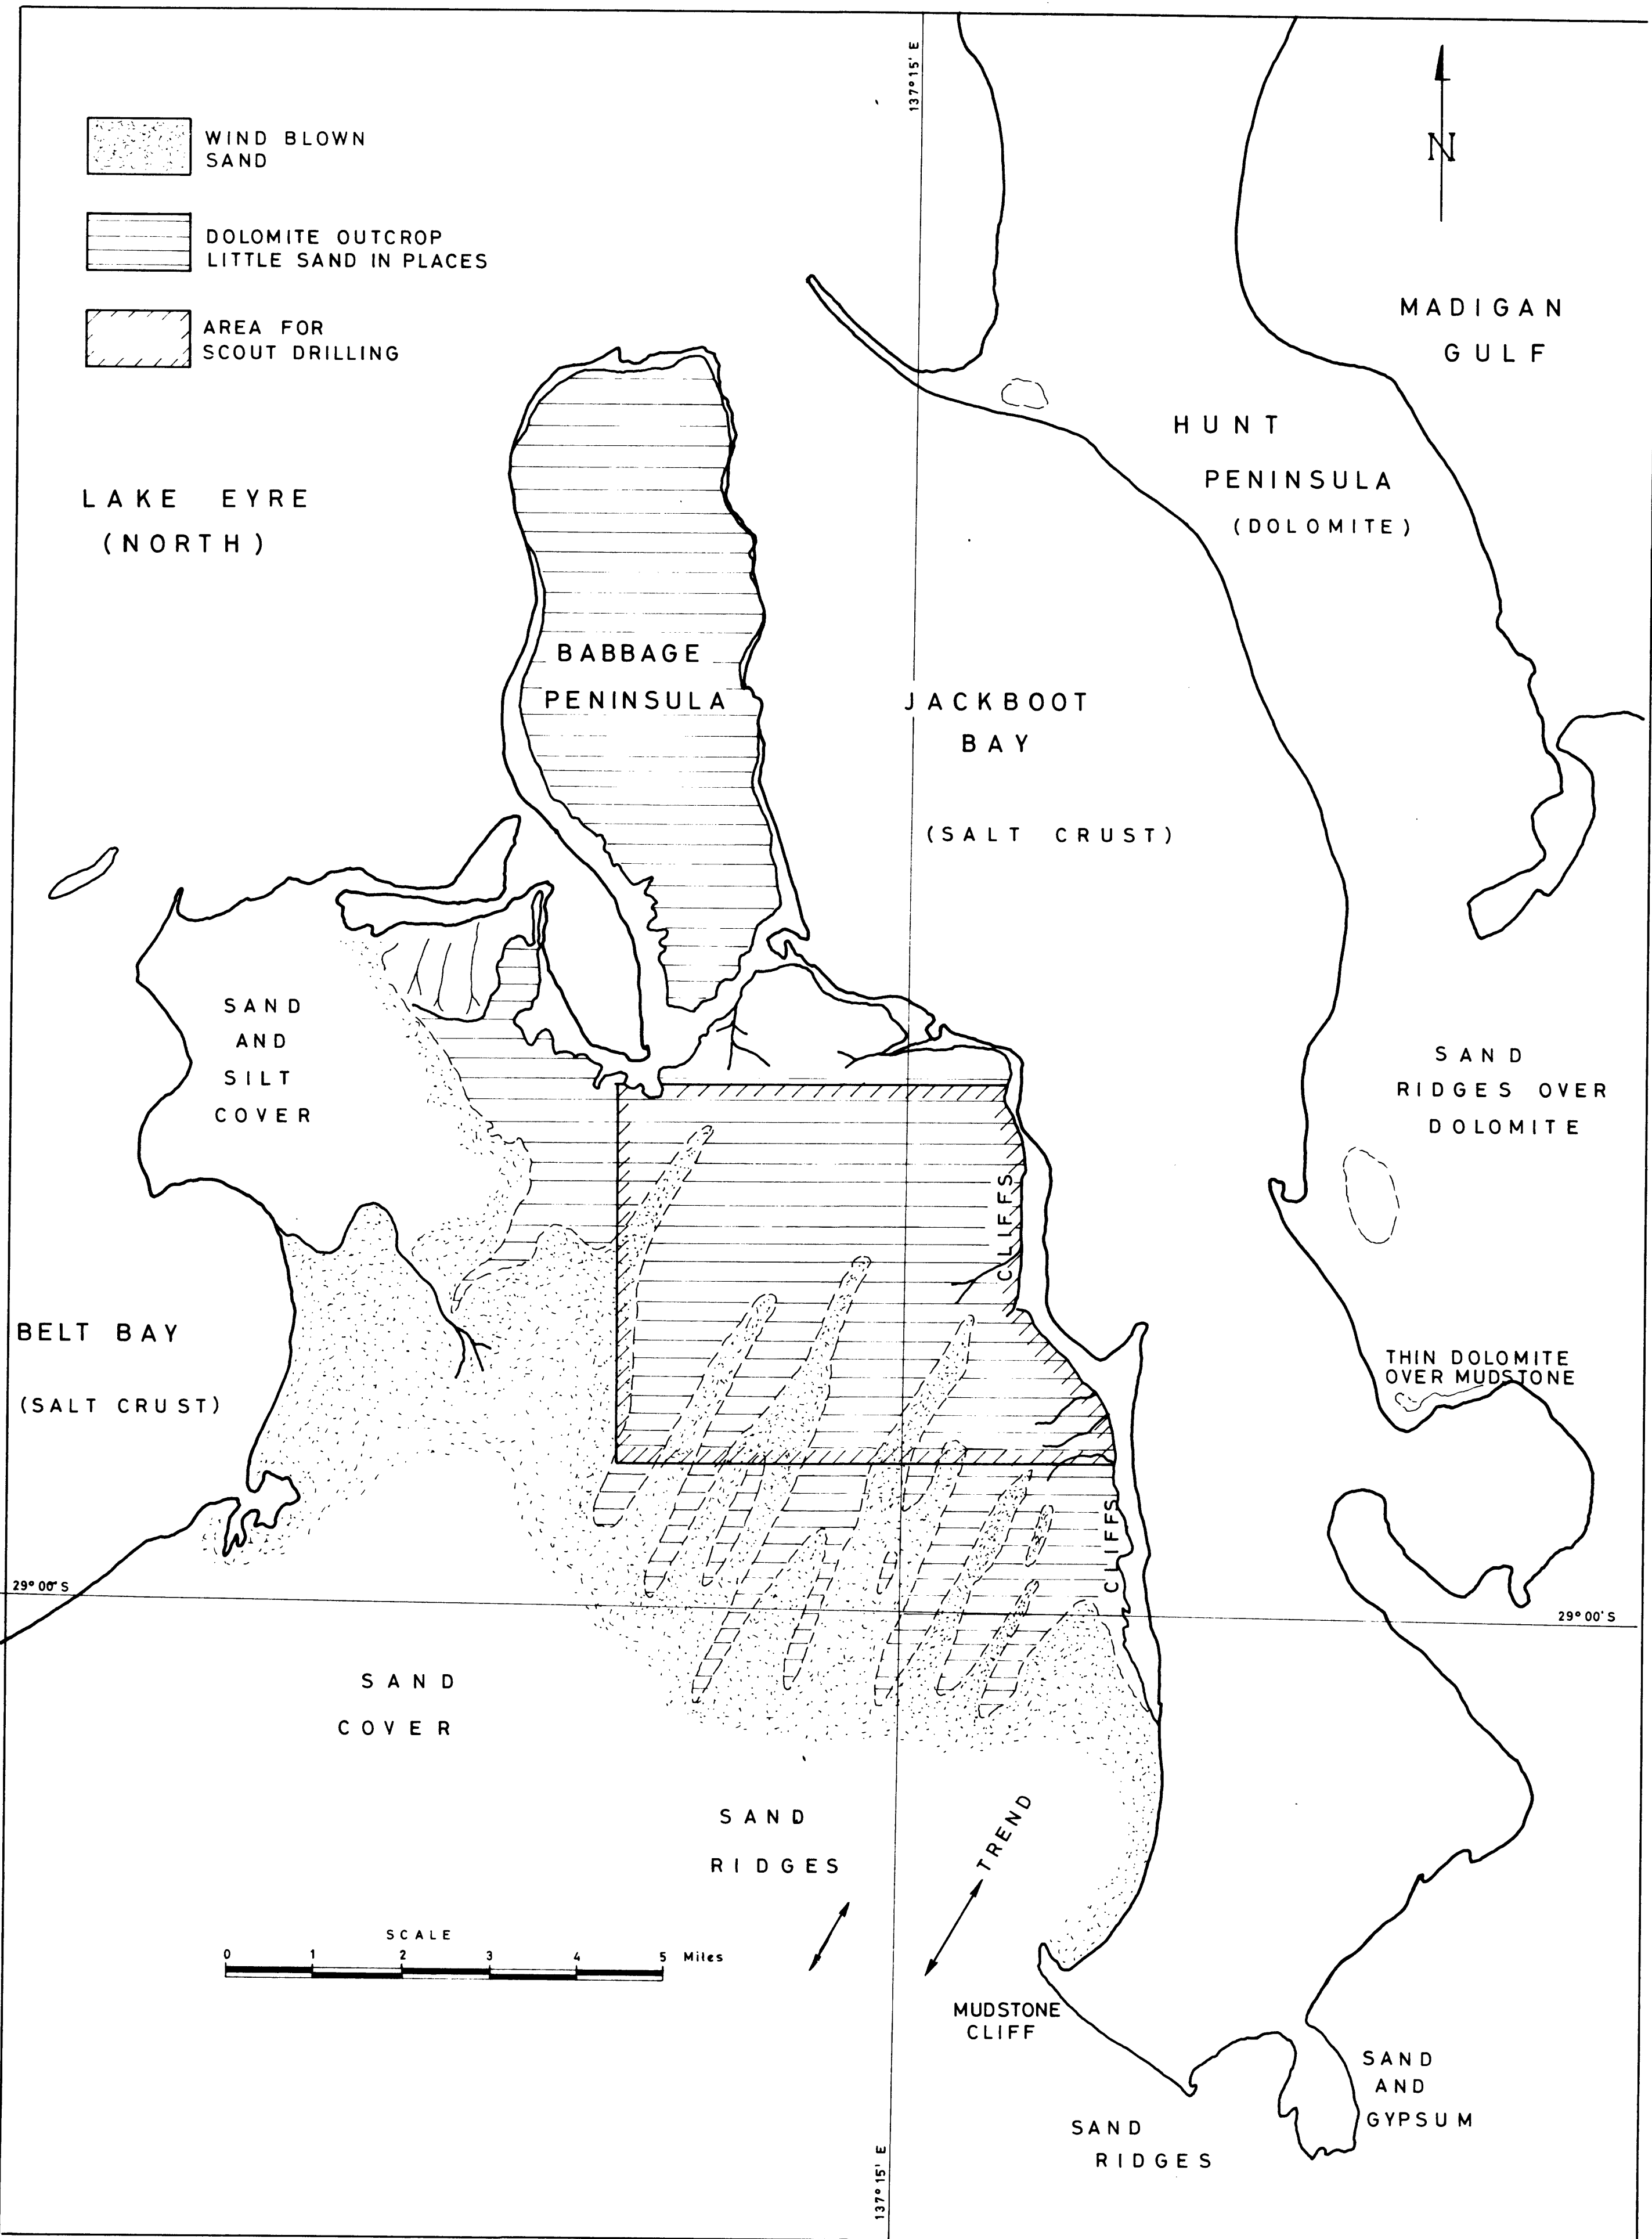 137°15' E
N
WIND BLOWN
SAND
DOLOMITE OUTCROP
LITTLE SAND IN PLACES
AREA FOR
SCOUT DRILLING
MADIGAN
GULF
HUNT
PENINSULA
(DOLOMITE)
LAKE EYRE
(NORTH)
BABBAGE
PENINSULA
JACKBOOT
BAY
(SALT CRUST)
SAND
AND
SILT
COVER
SAND
RIDGES OVER
DOLOMITE
CLIFFS
BELT BAY
(SALT CRUST)
THIN DOLOMITE
OVER MUDSTONE
CLIFFS
29°00'S
29°00'S
SAND
COVER
SAND
RIDGES
TREND
SCALE
0 1 2 3 4 5 Miles
MUDSTONE
CLIFF
SAND
AND
GYPSUM
SAND
RIDGES
137°15' E